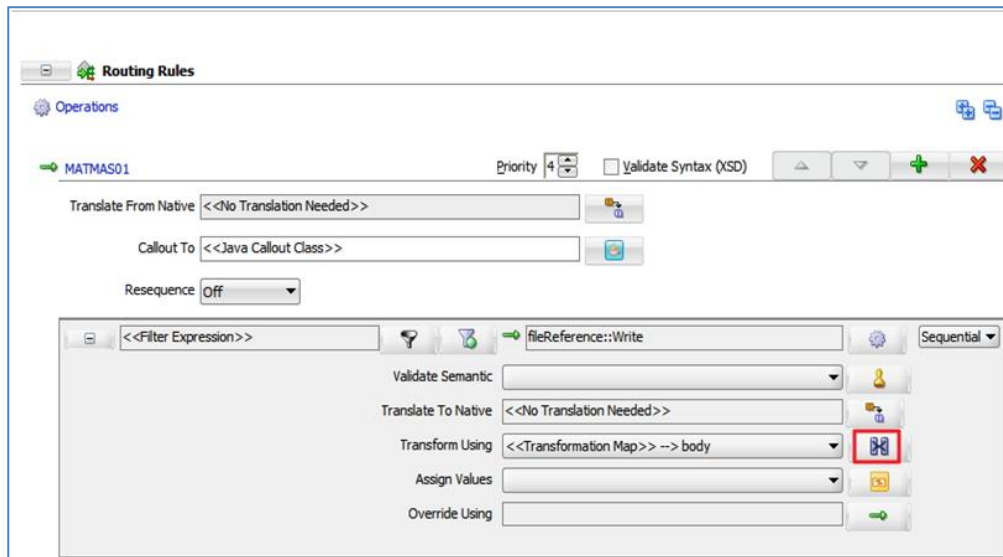 Routing Rules
Operations
MATMAS01 Priority 4 Validate Syntax (XSD)
Translate From Native <<No Translation Needed>>
Callout To <<Java Callout Class>>
Resequence Off
<<Filter Expression>> fileReference::Write Sequential
Validate Semantic
Translate To Native <<No Translation Needed>>
Transform Using <<Transformation Map>> --> body
Assign Values
Override Using